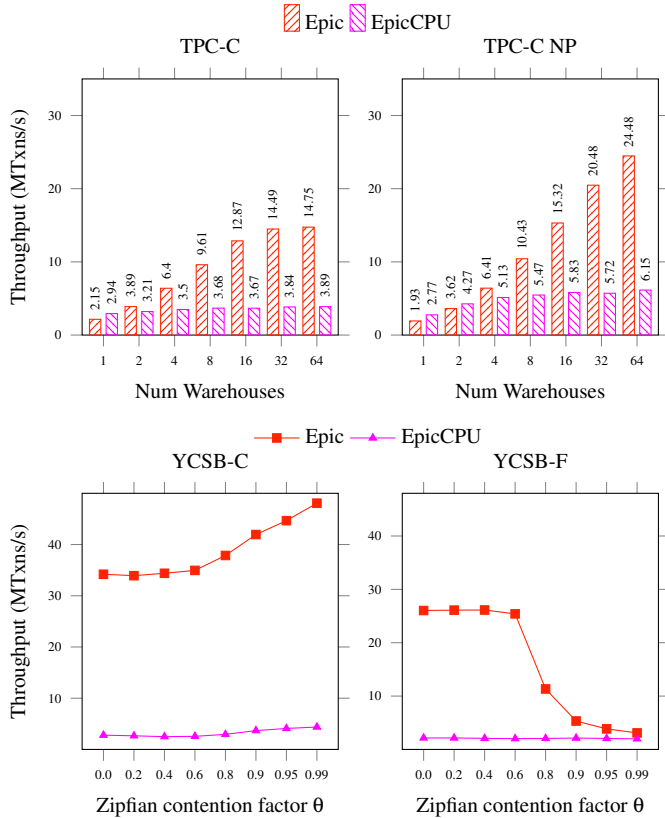 Epic EpicCPU
TPC-C
TPC-C NP
Throughput (MTxns/s)
30
20
10
0
2.15 2.94 3.89 3.21 6.4 3.5 9.61 3.68 12.87 3.67 14.49 3.84 14.75 3.89
1 2 4 8 16 32 64
Num Warehouses
30
20
10
0
1.93 2.77 3.62 4.27 6.41 5.13 10.43 5.47 15.32 5.83 20.48 5.72 24.48 6.15
1 2 4 8 16 32 64
Num Warehouses
Epic EpicCPU
YCSB-C
YCSB-F
Throughput (MTxns/s)
40
30
20
10
0.0 0.2 0.4 0.6 0.8 0.9 0.95 0.99
Zipfian contention factor θ
40
30
20
10
0.0 0.2 0.4 0.6 0.8 0.9 0.95 0.99
Zipfian contention factor θ